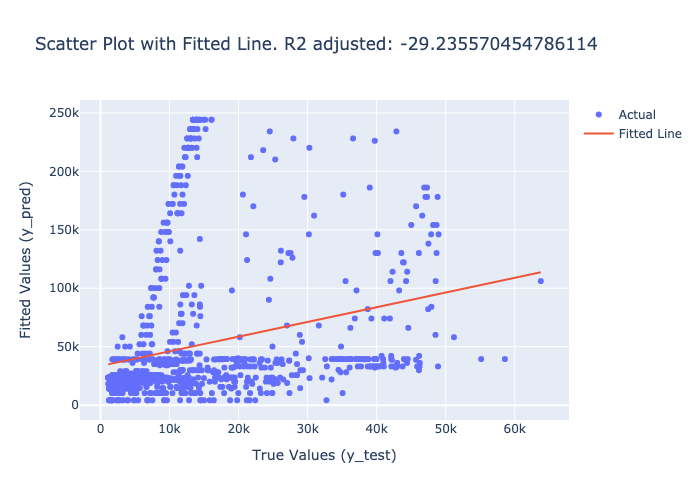 Scatter Plot with Fitted Line. R2 adjusted: -29.235570454786114
250k
200k
150k
100k
50k
0
Fitted Values (y_pred)
0
10k
20k
30k
40k
50k
60k
True Values (y_test)
Actual
Fitted Line